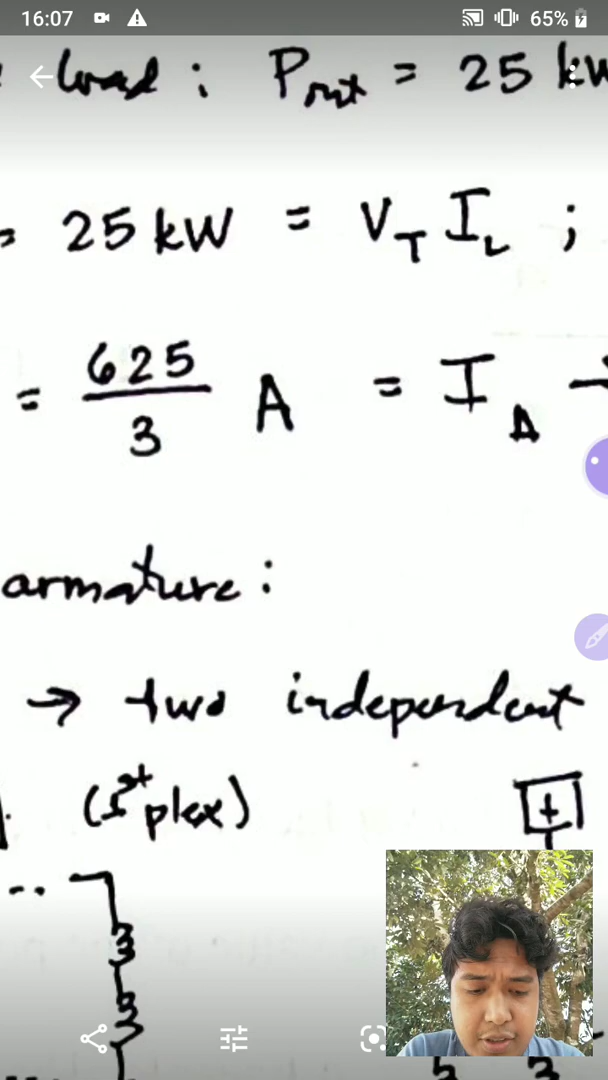 16:07 65%
load : Pout = 25 kW
= 25 kW = VT IL ;
= 625/3 A = IA →
armature :
→ two independent
(1st plex) +
..